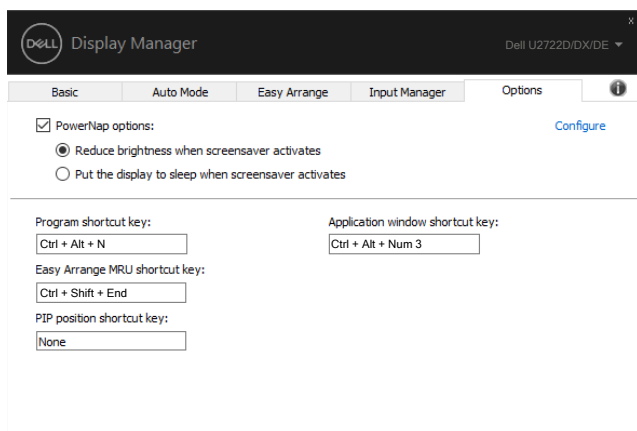 x
DELL Display Manager
Dell U2722D/DX/DE
Basic Auto Mode Easy Arrange Input Manager Options
PowerNap options: Configure
Reduce brightness when screensaver activates
Put the display to sleep when screensaver activates
Program shortcut key: Application window shortcut key:
Ctrl + Alt + N Ctrl + Alt + Num 3
Easy Arrange MRU shortcut key:
Ctrl + Shift + End
PIP position shortcut key:
None